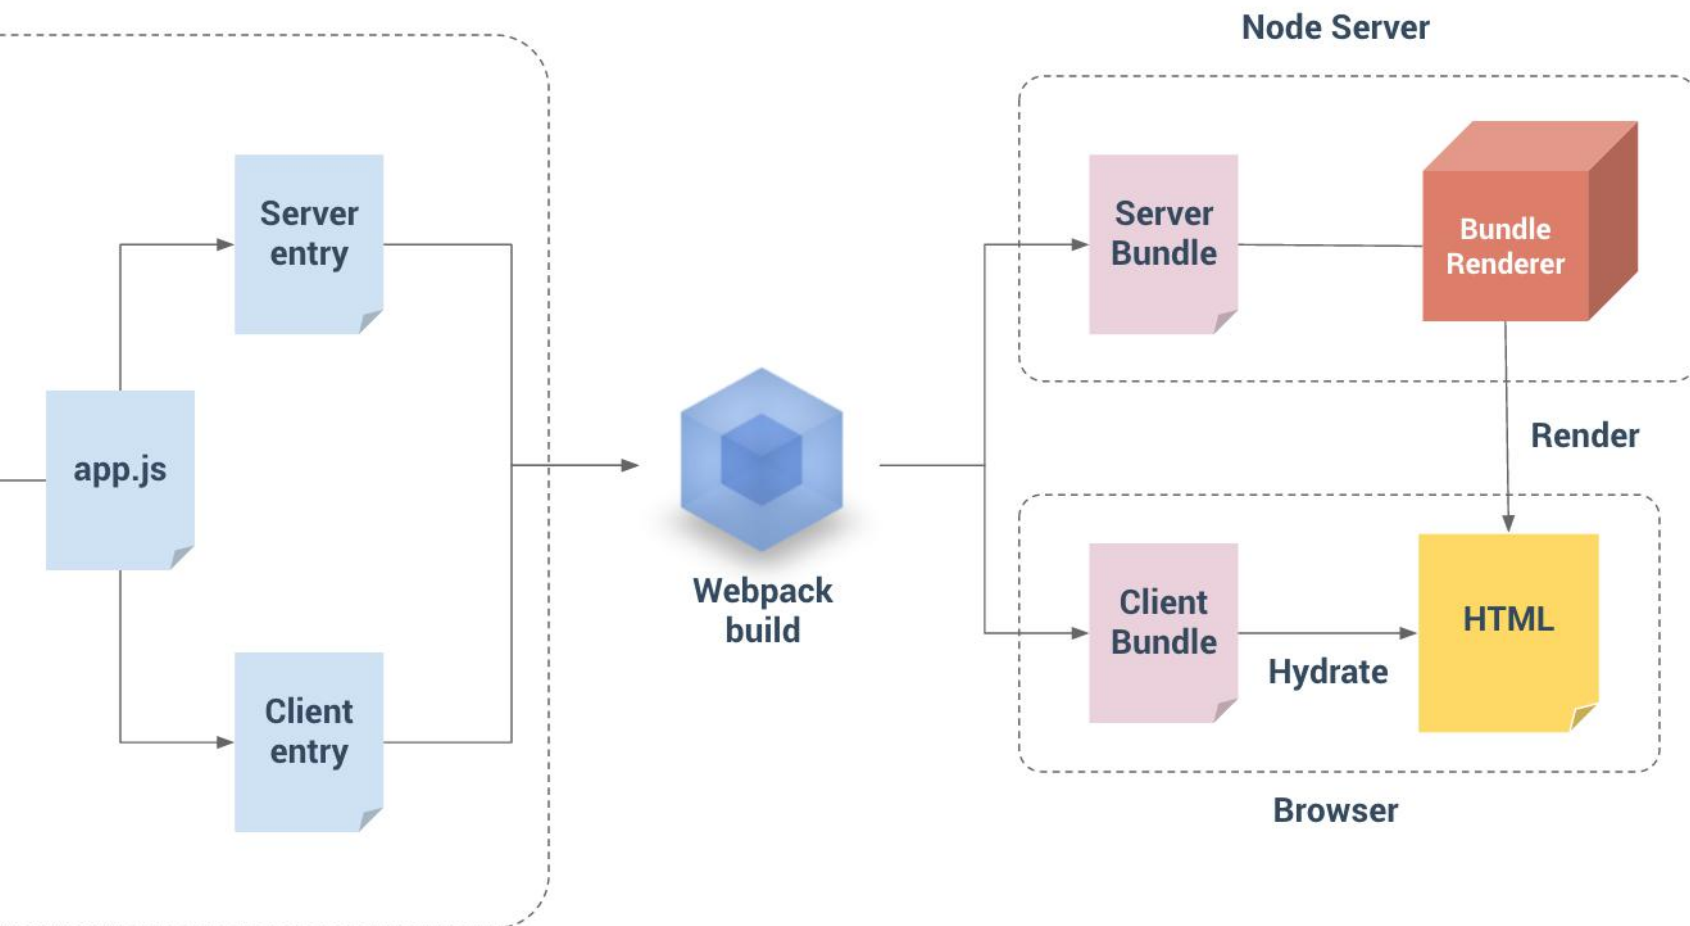 Node Server
Server
entry
Server
Bundle
Bundle
Renderer
app.js
Render
Webpack
build
Client
Bundle
HTML
Hydrate
Client
entry
Browser